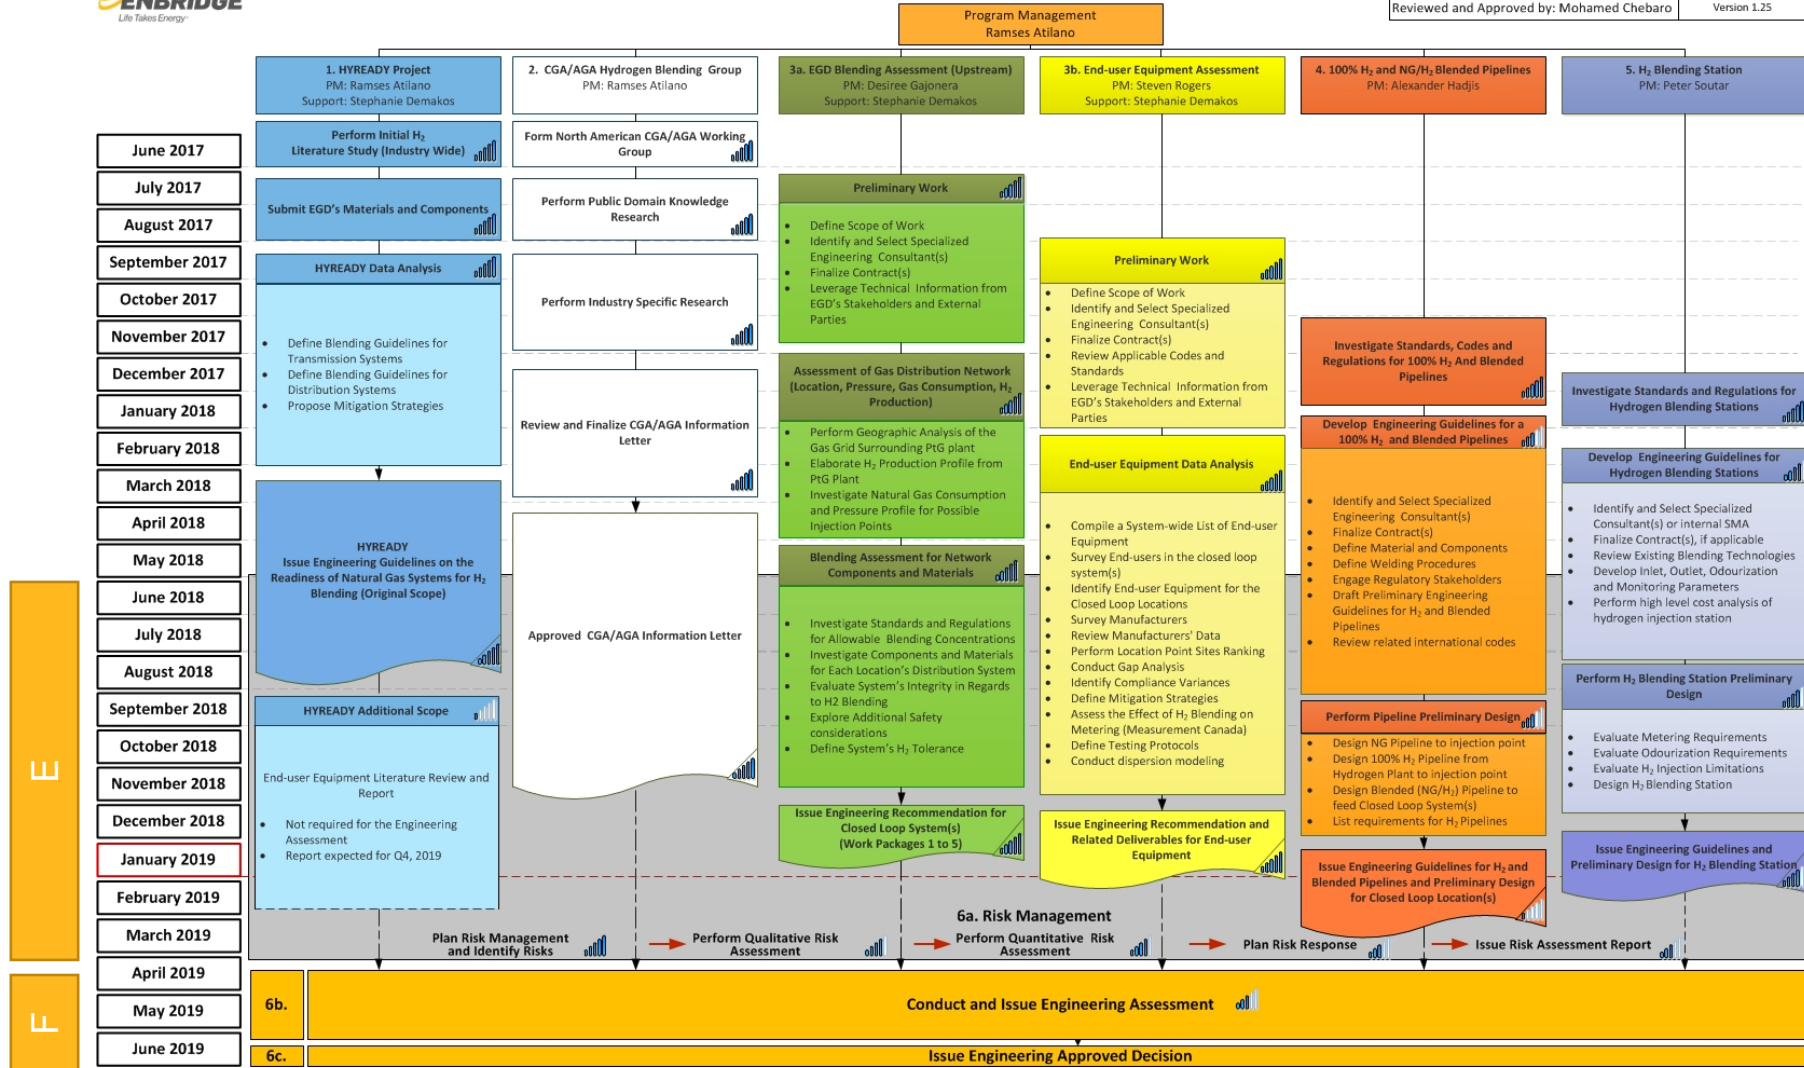 ENBRIDGE
Life Takes Energy
Program Management
Ramses Atilano
Reviewed and Approved by: Mohamed Chebaro
Version 1.25
1. HYREADY Project
PM: Ramses Atilano
Support: Stephanie Demakos
2. CGA/AGA Hydrogen Blending Group
PM: Ramses Atilano
3a. EGD Blending Assessment (Upstream)
PM: Desiree Gajonera
Support: Stephanie Demakos
3b. End-user Equipment Assessment
PM: Steven Rogers
Support: Stephanie Demakos
4. 100% H₂ and NG/H₂ Blended Pipelines
PM: Alexander Hadjis
5. H₂ Blending Station
PM: Peter Soutar
June 2017
July 2017
August 2017
September 2017
October 2017
November 2017
December 2017
January 2018
February 2018
March 2018
April 2018
May 2018
June 2018
July 2018
August 2018
September 2018
October 2018
November 2018
December 2018
January 2019
February 2019
March 2019
April 2019
May 2019
June 2019
E
F
Perform Initial H₂
Literature Study (Industry Wide)
Submit EGD's Materials and Components
HYREADY Data Analysis
• Define Blending Guidelines for
Transmission Systems
• Define Blending Guidelines for
Distribution Systems
• Propose Mitigation Strategies
HYREADY
Issue Engineering Guidelines on the
Readiness of Natural Gas Systems for H₂
Blending (Original Scope)
HYREADY Additional Scope
End-user Equipment Literature Review and
Report
• Not required for the Engineering
Assessment
• Report expected for Q4, 2019
Form North American CGA/AGA Working
Group
Perform Public Domain Knowledge
Research
Perform Industry Specific Research
Review and Finalize CGA/AGA Information
Letter
Approved CGA/AGA Information Letter
Preliminary Work
• Define Scope of Work
• Identify and Select Specialized
Engineering Consultant(s)
• Finalize Contract(s)
• Leverage Technical Information from
EGD's Stakeholders and External
Parties
Assessment of Gas Distribution Network
(Location, Pressure, Gas Consumption, H₂
Production)
• Perform Geographic Analysis of the
Gas Grid Surrounding PtG plant
• Elaborate H₂ Production Profile from
PtG Plant
• Investigate Natural Gas Consumption
and Pressure Profile for Possible
Injection Points
Blending Assessment for Network
Components and Materials
• Investigate Standards and Regulations
for Allowable Blending Concentrations
• Investigate Components and Materials
for Each Location's Distribution System
• Evaluate System's Integrity in Regards
to H2 Blending
• Explore Additional Safety
considerations
• Define System's H₂ Tolerance
Issue Engineering Recommendation for
Closed Loop System(s)
(Work Packages 1 to 5)
Preliminary Work
• Define Scope of Work
• Identify and Select Specialized
Engineering Consultant(s)
• Finalize Contract(s)
• Review Applicable Codes and
Standards
• Leverage Technical Information from
EGD's Stakeholders and External
Parties
End-user Equipment Data Analysis
• Compile a System-wide List of End-user
Equipment
• Survey End-users in the closed loop
system(s)
• Identify End-user Equipment for the
Closed Loop Locations
• Survey Manufacturers
• Review Manufacturers' Data
• Perform Location Point Sites Ranking
• Conduct Gap Analysis
• Identify Compliance Variances
• Define Mitigation Strategies
• Assess the Effect of H₂ Blending on
Metering (Measurement Canada)
• Define Testing Protocols
• Conduct dispersion modeling
Issue Engineering Recommendation and
Related Deliverables for End-user
Equipment
Investigate Standards, Codes and
Regulations for 100% H₂ And Blended
Pipelines
Develop Engineering Guidelines for a
100% H₂ and Blended Pipelines
• Identify and Select Specialized
Engineering Consultant(s)
• Finalize Contract(s)
• Define Material and Components
• Define Welding Procedures
• Engage Regulatory Stakeholders
• Draft Preliminary Engineering
Guidelines for H₂ and Blended
Pipelines
• Review related international codes
Perform Pipeline Preliminary Design
• Design NG Pipeline to injection point
• Design 100% H₂ Pipeline from
Hydrogen Plant to injection point
• Design Blended (NG/H₂) Pipeline to
feed Closed Loop System(s)
• List requirements for H₂ Pipelines
Issue Engineering Guidelines for H₂ and
Blended Pipelines and Preliminary Design
for Closed Loop Location(s)
Investigate Standards and Regulations for
Hydrogen Blending Stations
Develop Engineering Guidelines for
Hydrogen Blending Stations
• Identify and Select Specialized
Consultant(s) or internal SMA
• Finalize Contract(s), if applicable
• Review Existing Blending Technologies
• Develop Inlet, Outlet, Odourization
and Monitoring Parameters
• Perform high level cost analysis of
hydrogen injection station
Perform H₂ Blending Station Preliminary
Design
• Evaluate Metering Requirements
• Evaluate Odourization Requirements
• Evaluate H₂ Injection Limitations
• Design H₂ Blending Station
Issue Engineering Guidelines and
Preliminary Design for H₂ Blending Station
6a. Risk Management
Plan Risk Management
and Identify Risks
Perform Qualitative Risk
Assessment
Perform Quantitative Risk
Assessment
Plan Risk Response
Issue Risk Assessment Report
6b.
Conduct and Issue Engineering Assessment
6c.
Issue Engineering Approved Decision